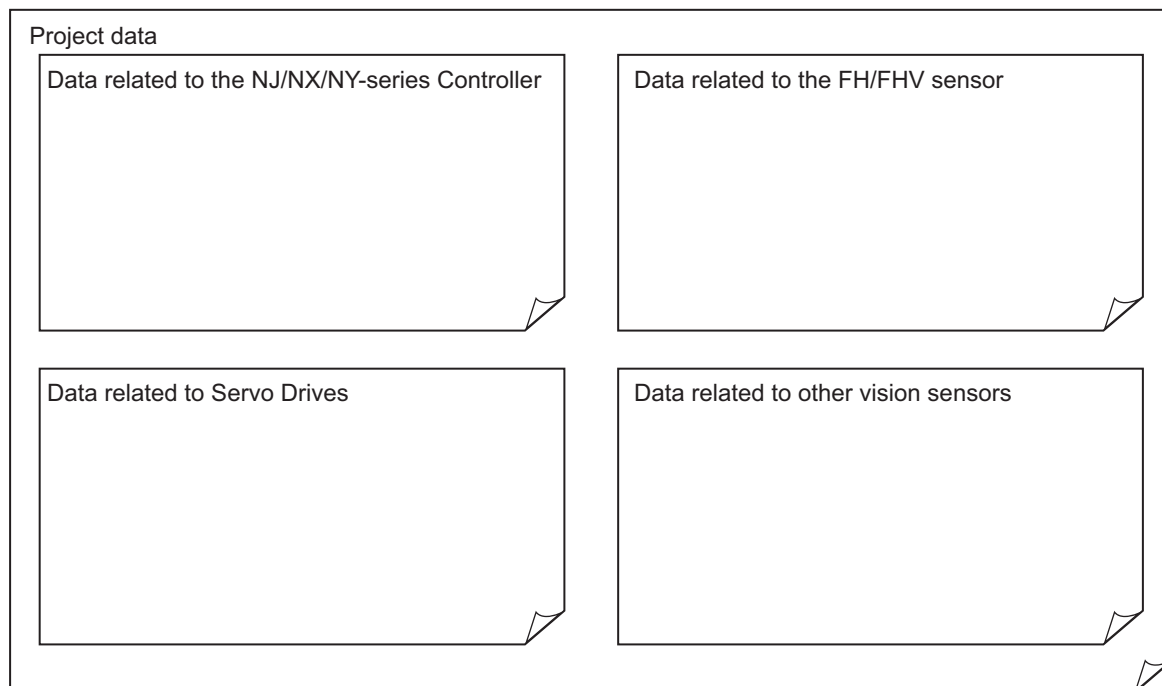 Project data
Data related to the NJ/NX/NY-series Controller
Data related to the FH/FHV sensor
Data related to Servo Drives
Data related to other vision sensors